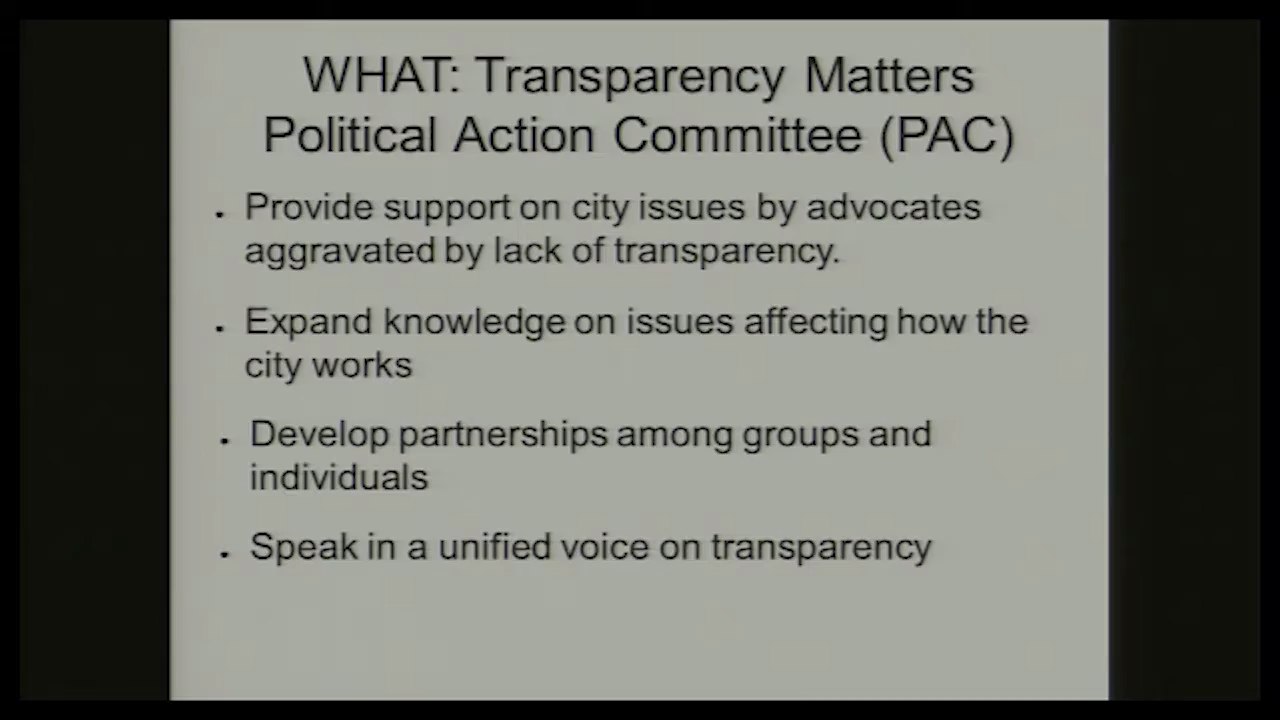 WHAT: Transparency Matters
Political Action Committee (PAC)
• Provide support on city issues by advocates
aggravated by lack of transparency.
• Expand knowledge on issues affecting how the
city works
• Develop partnerships among groups and
individuals
• Speak in a unified voice on transparency